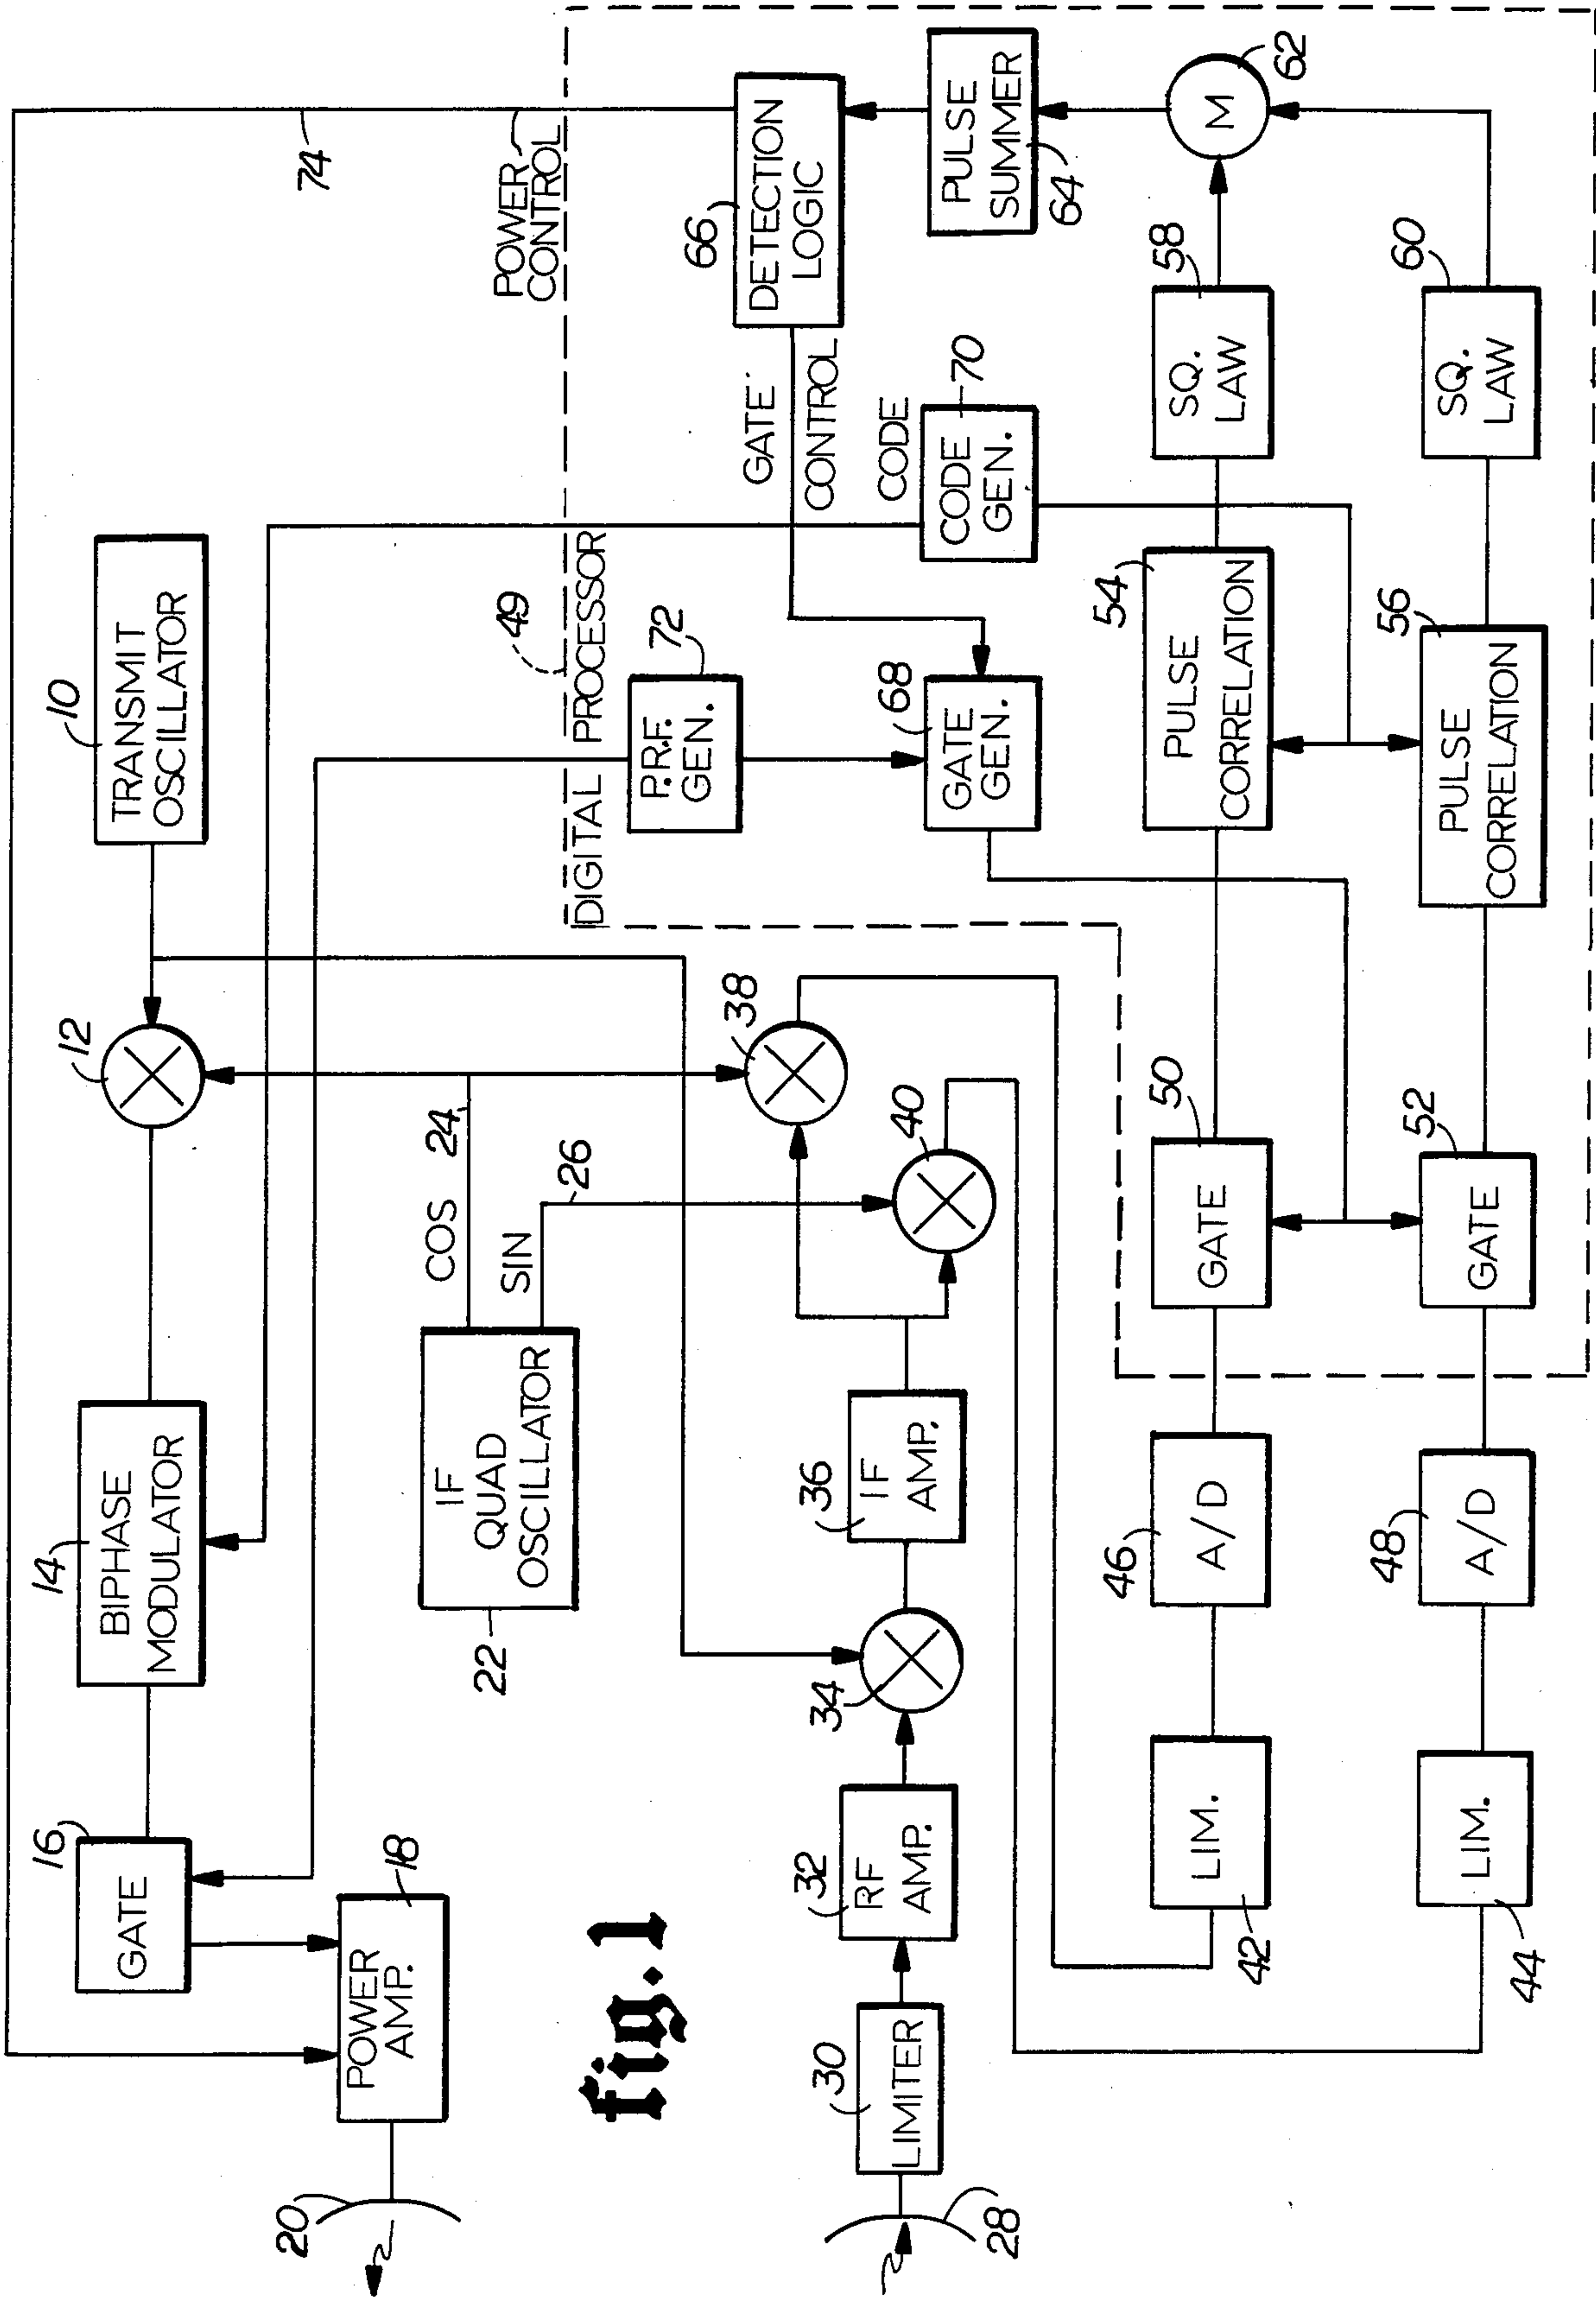 10
TRANSMIT
OSCILLATOR
12
14
BIPHASE
MODULATOR
16
GATE
18
POWER
AMP.
20
74
POWER
CONTROL
22
IF
QUAD
OSCILLATOR
COS
24
SIN
26
28
30
LIMITER
32
RF
AMP.
34
36
IF
AMP.
38
40
42
LIM.
44
LIM.
46
A/D
48
A/D
49
DIGITAL PROCESSOR
50
GATE
52
GATE
54
PULSE
CORRELATION
56
PULSE
CORRELATION
58
SQ.
LAW
60
SQ.
LAW
62
M
64
PULSE
SUMMER
66
DETECTION
LOGIC
GATE
CONTROL
68
GATE
GEN.
CODE
70
CODE
GEN.
72
P.R.F.
GEN.
fig.1